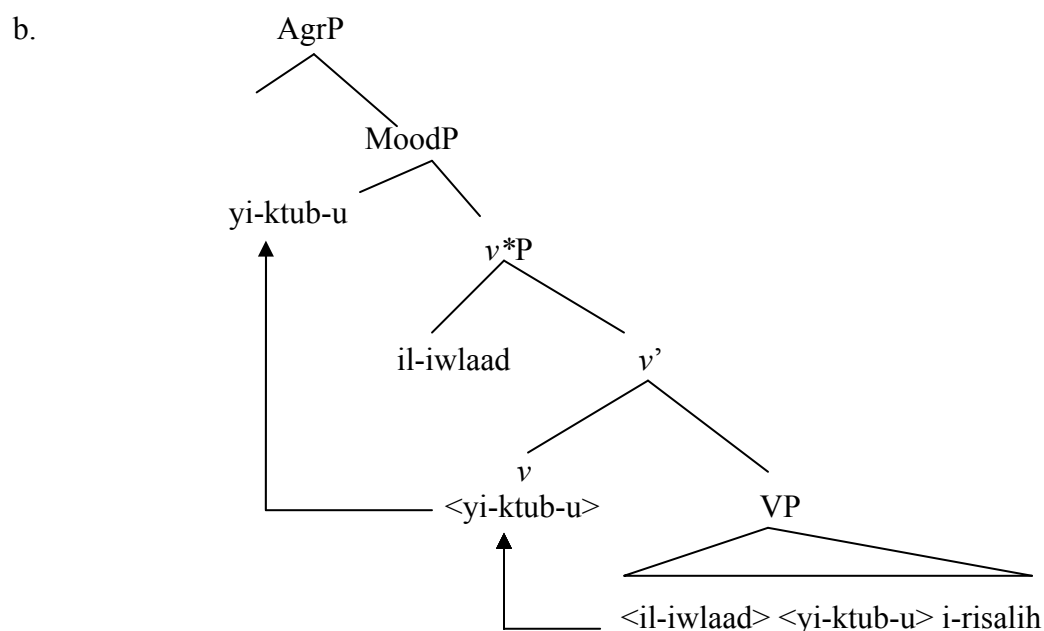 b.
AgrP
MoodP
yi-ktub-u
v*P
il-iwlaad
v’
v
<yi-ktub-u>
VP
<il-iwlaad> <yi-ktub-u> i-risalih